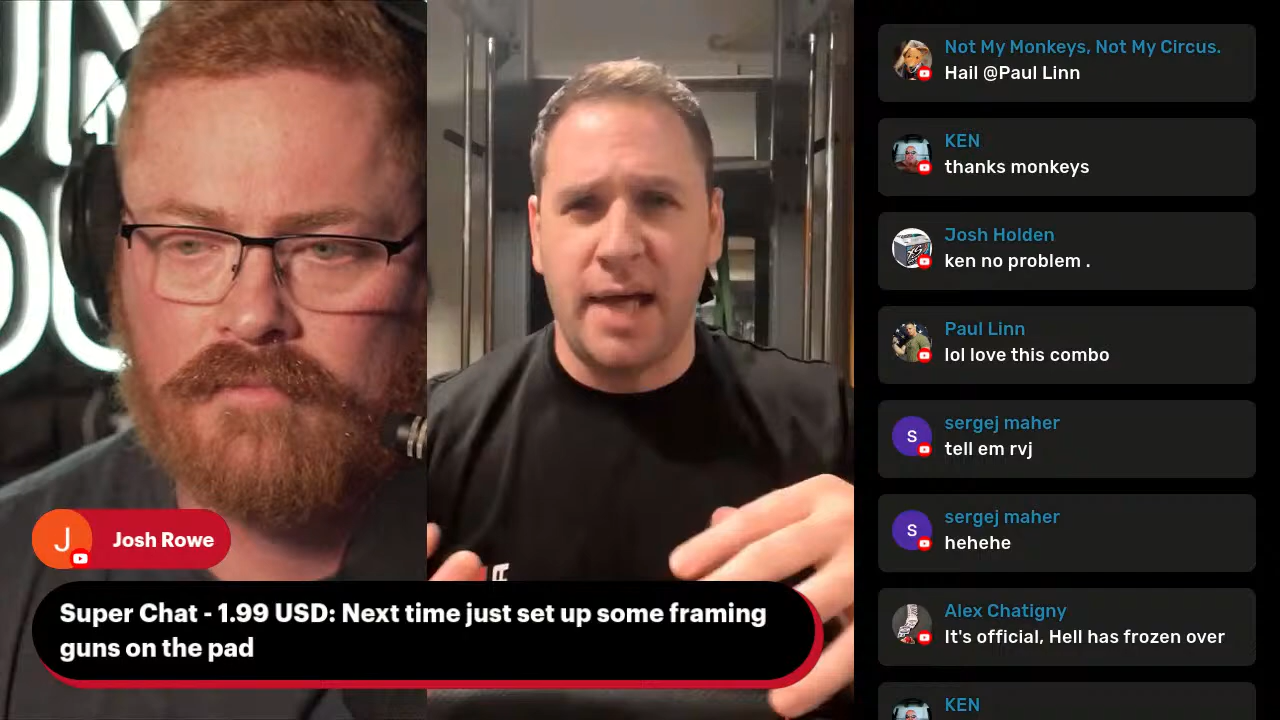 J
Josh Rowe
Super Chat - 1.99 USD: Next time just set up some framing
guns on the pad
Not My Monkeys, Not My Circus.
Hail @Paul Linn
KEN
thanks monkeys
Josh Holden
ken no problem .
Paul Linn
lol love this combo
S
sergej maher
tell em rvj
S
sergej maher
hehehe
Alex Chatigny
It's official, Hell has frozen over
KEN